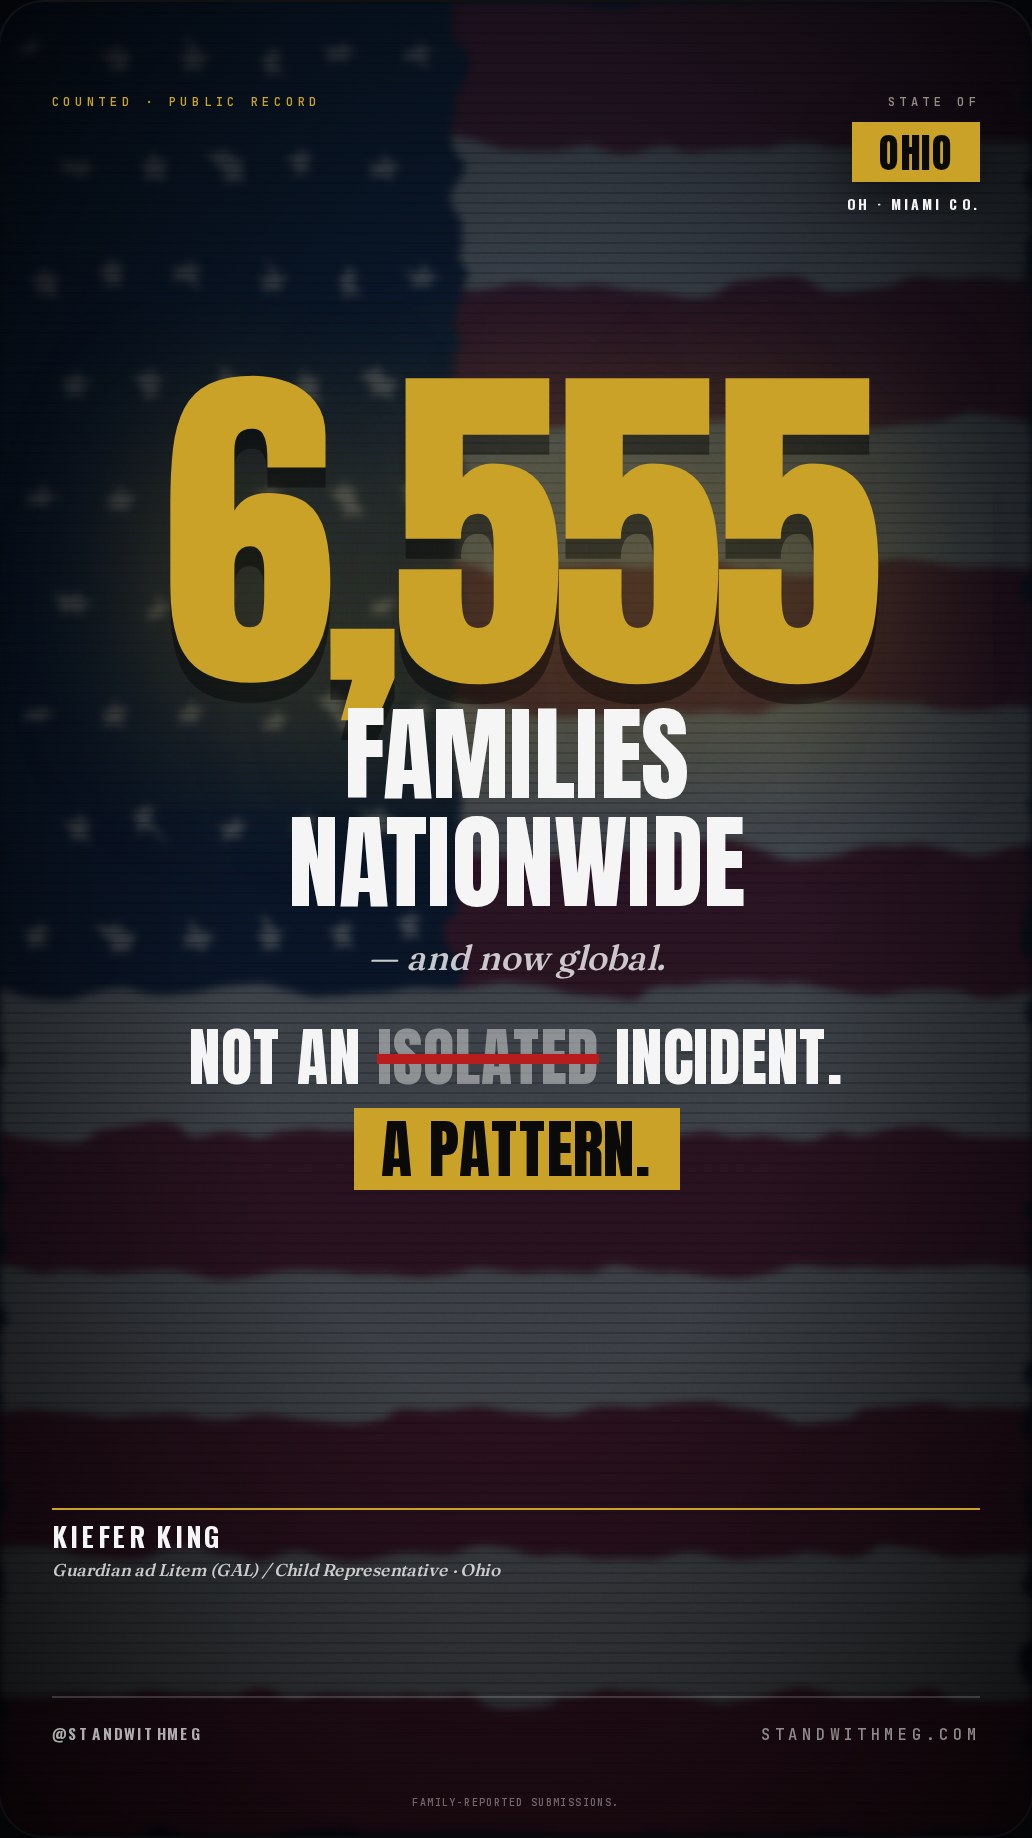 COUNTED · PUBLIC RECORD
STATE OF
OHIO
OH · MIAMI CO.
6,555
FAMILIES
NATIONWIDE
— and now global.
NOT AN ISOLATED INCIDENT.
A PATTERN.
KIEFER KING
Guardian ad Litem (GAL) / Child Representative · Ohio
@STANDWITHMEG
STANDWITHMEG.COM
FAMILY-REPORTED SUBMISSIONS.